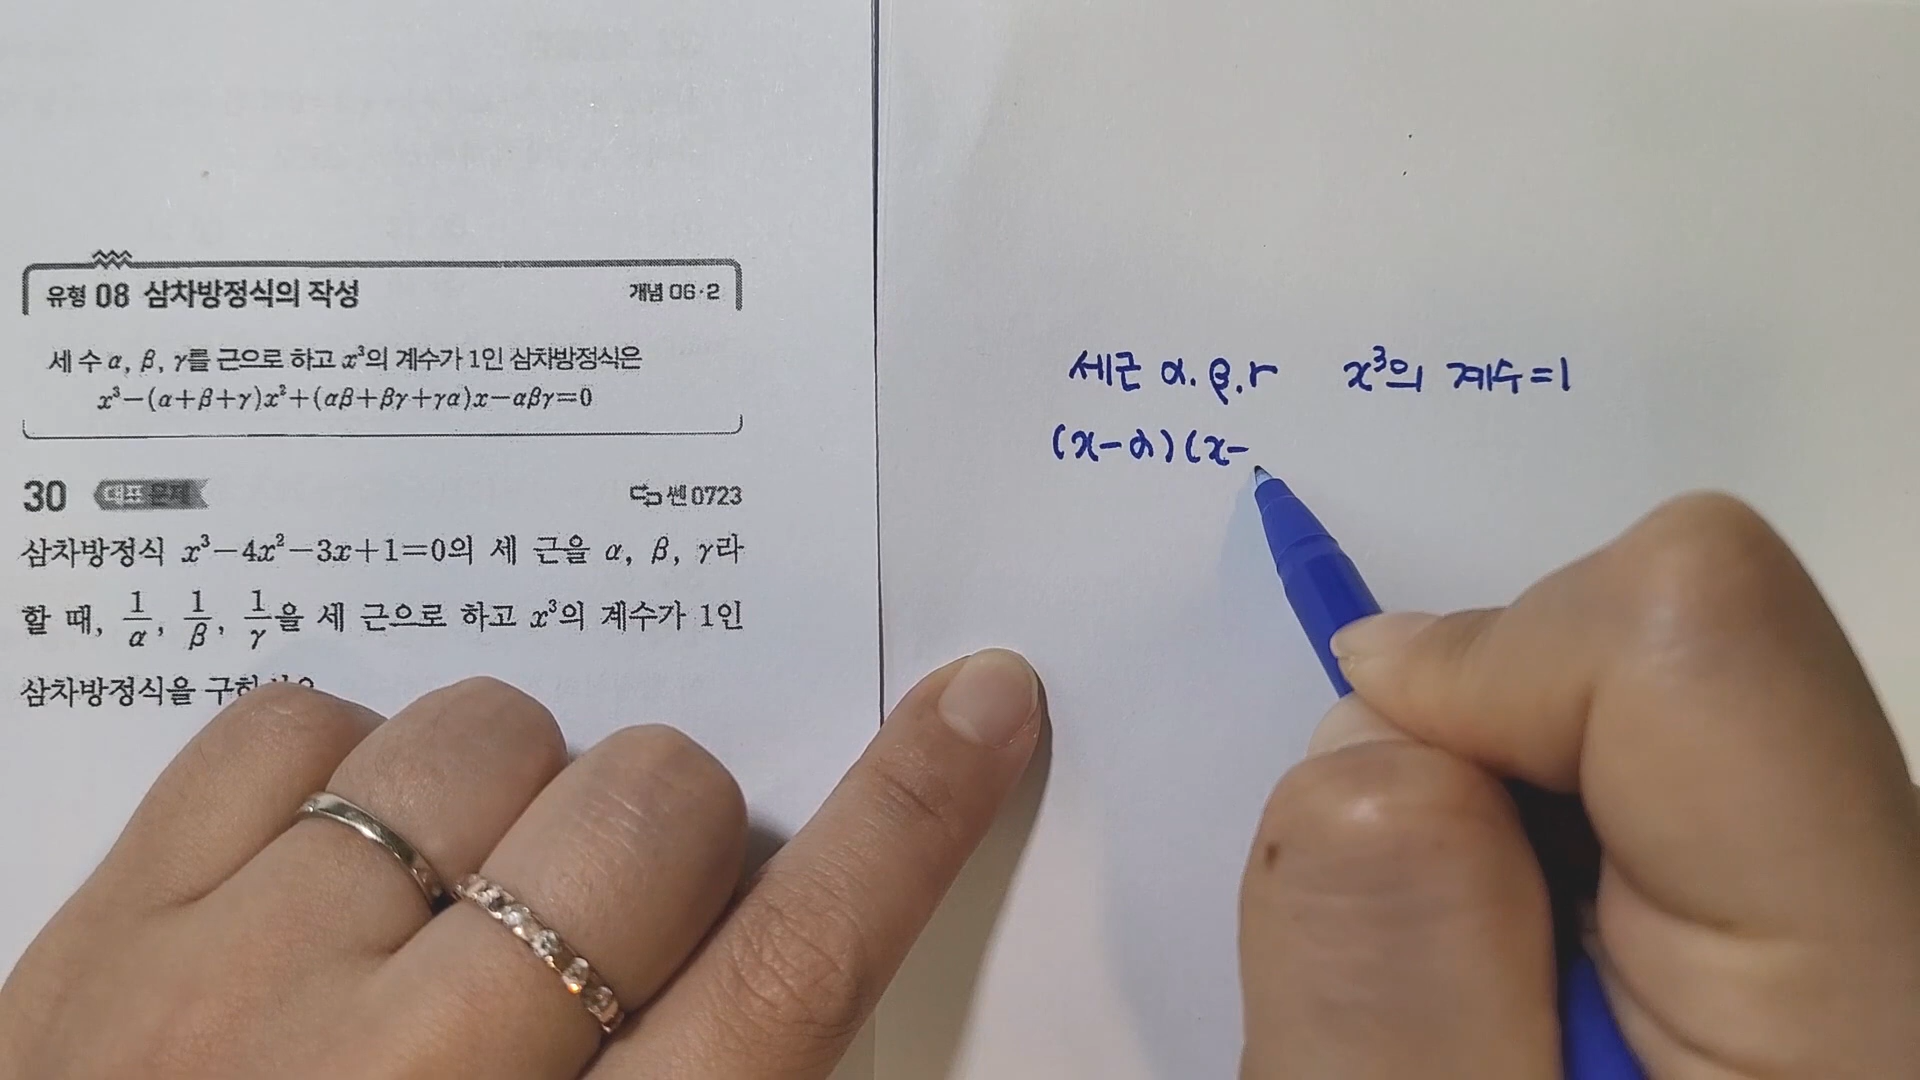 유형 08 삼차방정식의 작성 개념 06·2
세 수 α, β, γ를 근으로 하고 x³의 계수가 1인 삼차방정식은
x³−(α+β+γ)x²+(αβ+βγ+γα)x−αβγ=0
30 대표 문제 쎈 0723
삼차방정식 x³−4x²−3x+1=0의 세 근을 α, β, γ라
할 때, 1/α, 1/β, 1/γ을 세 근으로 하고 x³의 계수가 1인
삼차방정식을
세근 α. β. r x³의 계수=1
(x−α)(x−